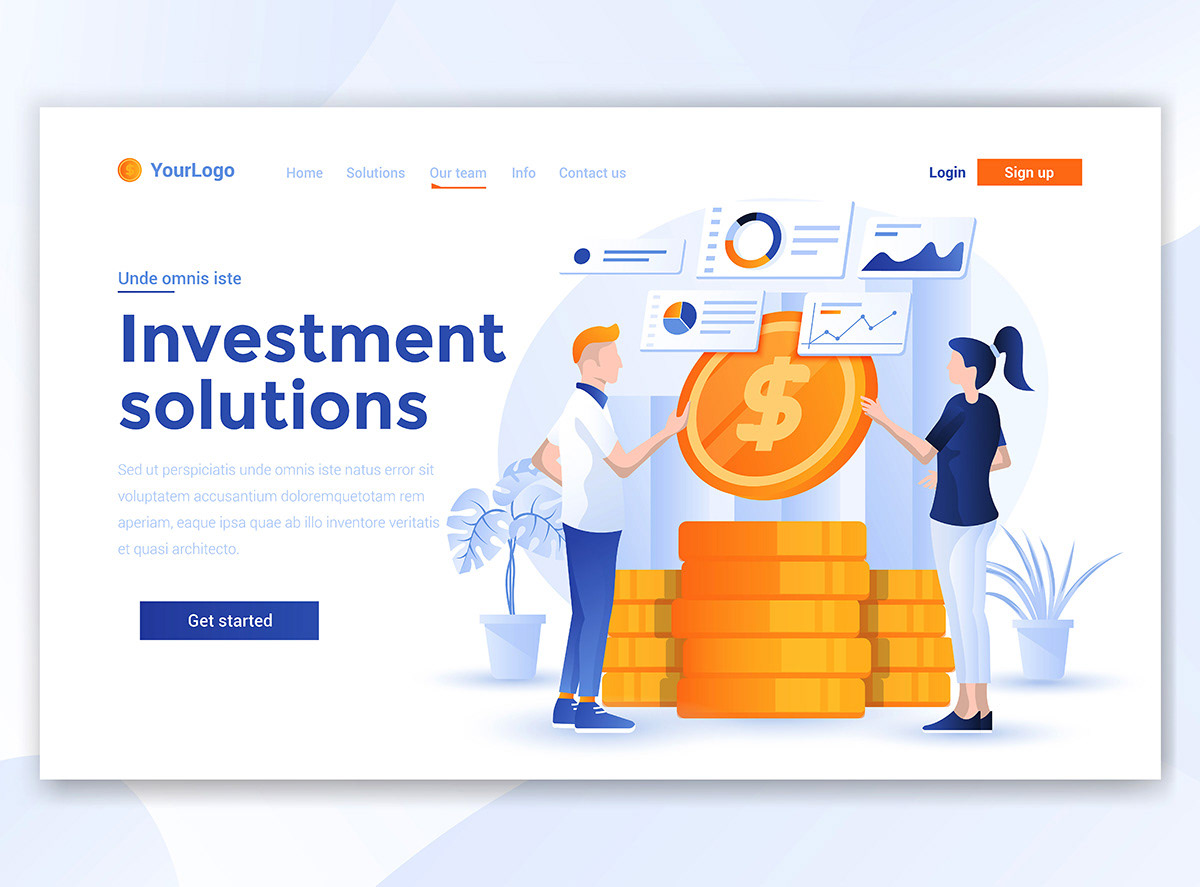 YourLogo
Home
Solutions
Our team
Info
Contact us
Login
Sign up
Unde omnis iste
Investment
solutions
Sed ut perspiciatis unde omnis iste natus error sit
voluptatem accusantium doloremquetotam rem
aperiam, eaque ipsa quae ab illo inventore veritatis
et quasi architecto.
Get started
$
$